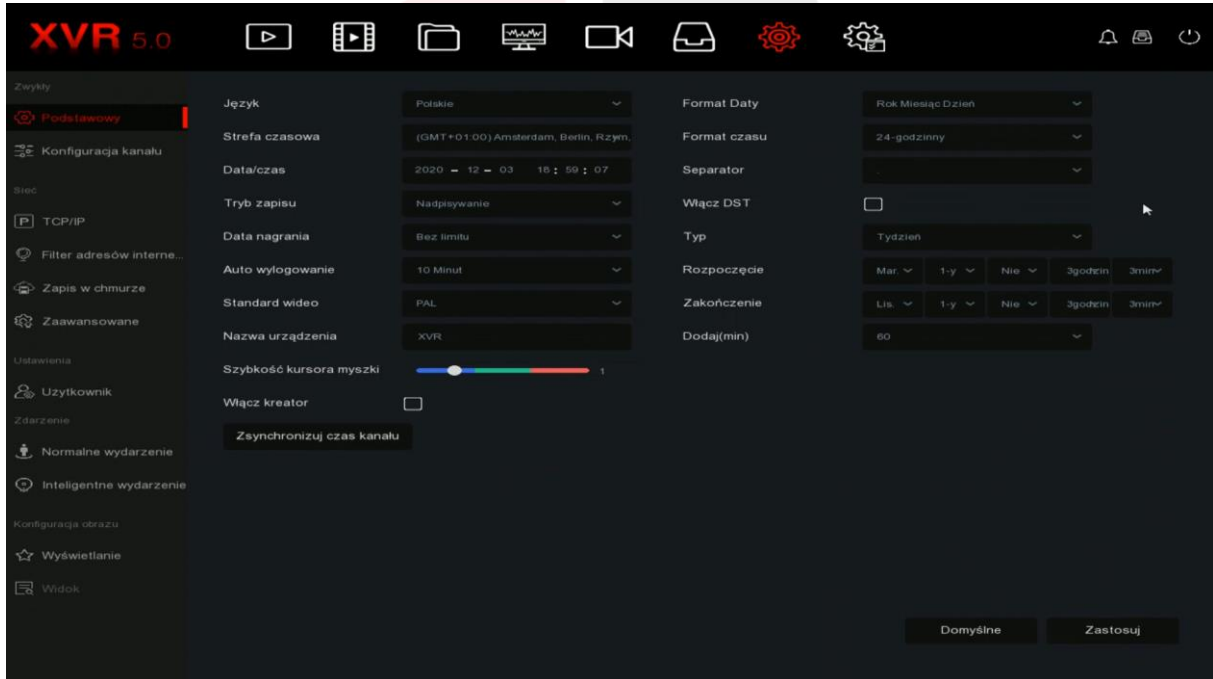 XVR 5.0
Zwykły
Podstawowy
Konfiguracja kanału
Sieć
TCP/IP
Filter adresów interne...
Zapis w chmurze
Zaawansowane
Ustawienia
Uzytkownik
Zdarzenie
Normalne wydarzenie
Inteligentne wydarzenie
Konfiguracja obrazu
Wyświetlanie
Widok
Język Polskie
Strefa czasowa (GMT+01:00) Amsterdam, Berlin, Rzym,
Data/czas 2020 - 12 - 03 18 : 59 : 07
Tryb zapisu Nadpisywanie
Data nagrania Bez limitu
Auto wylogowanie 10 Minut
Standard wideo PAL
Nazwa urządzenia XVR
Szybkość kursora myszki 1
Włącz kreator
Zsynchronizuj czas kanału
Format Daty Rok Miesiąc Dzień
Format czasu 24-godzinny
Separator
Włącz DST
Typ Tydzień
Rozpoczęcie Mar. 1-y Nie 3godzin 3min
Zakończenie Lis. 1-y Nie 3godzin 3min
Dodaj(min) 60
Domyślne Zastosuj